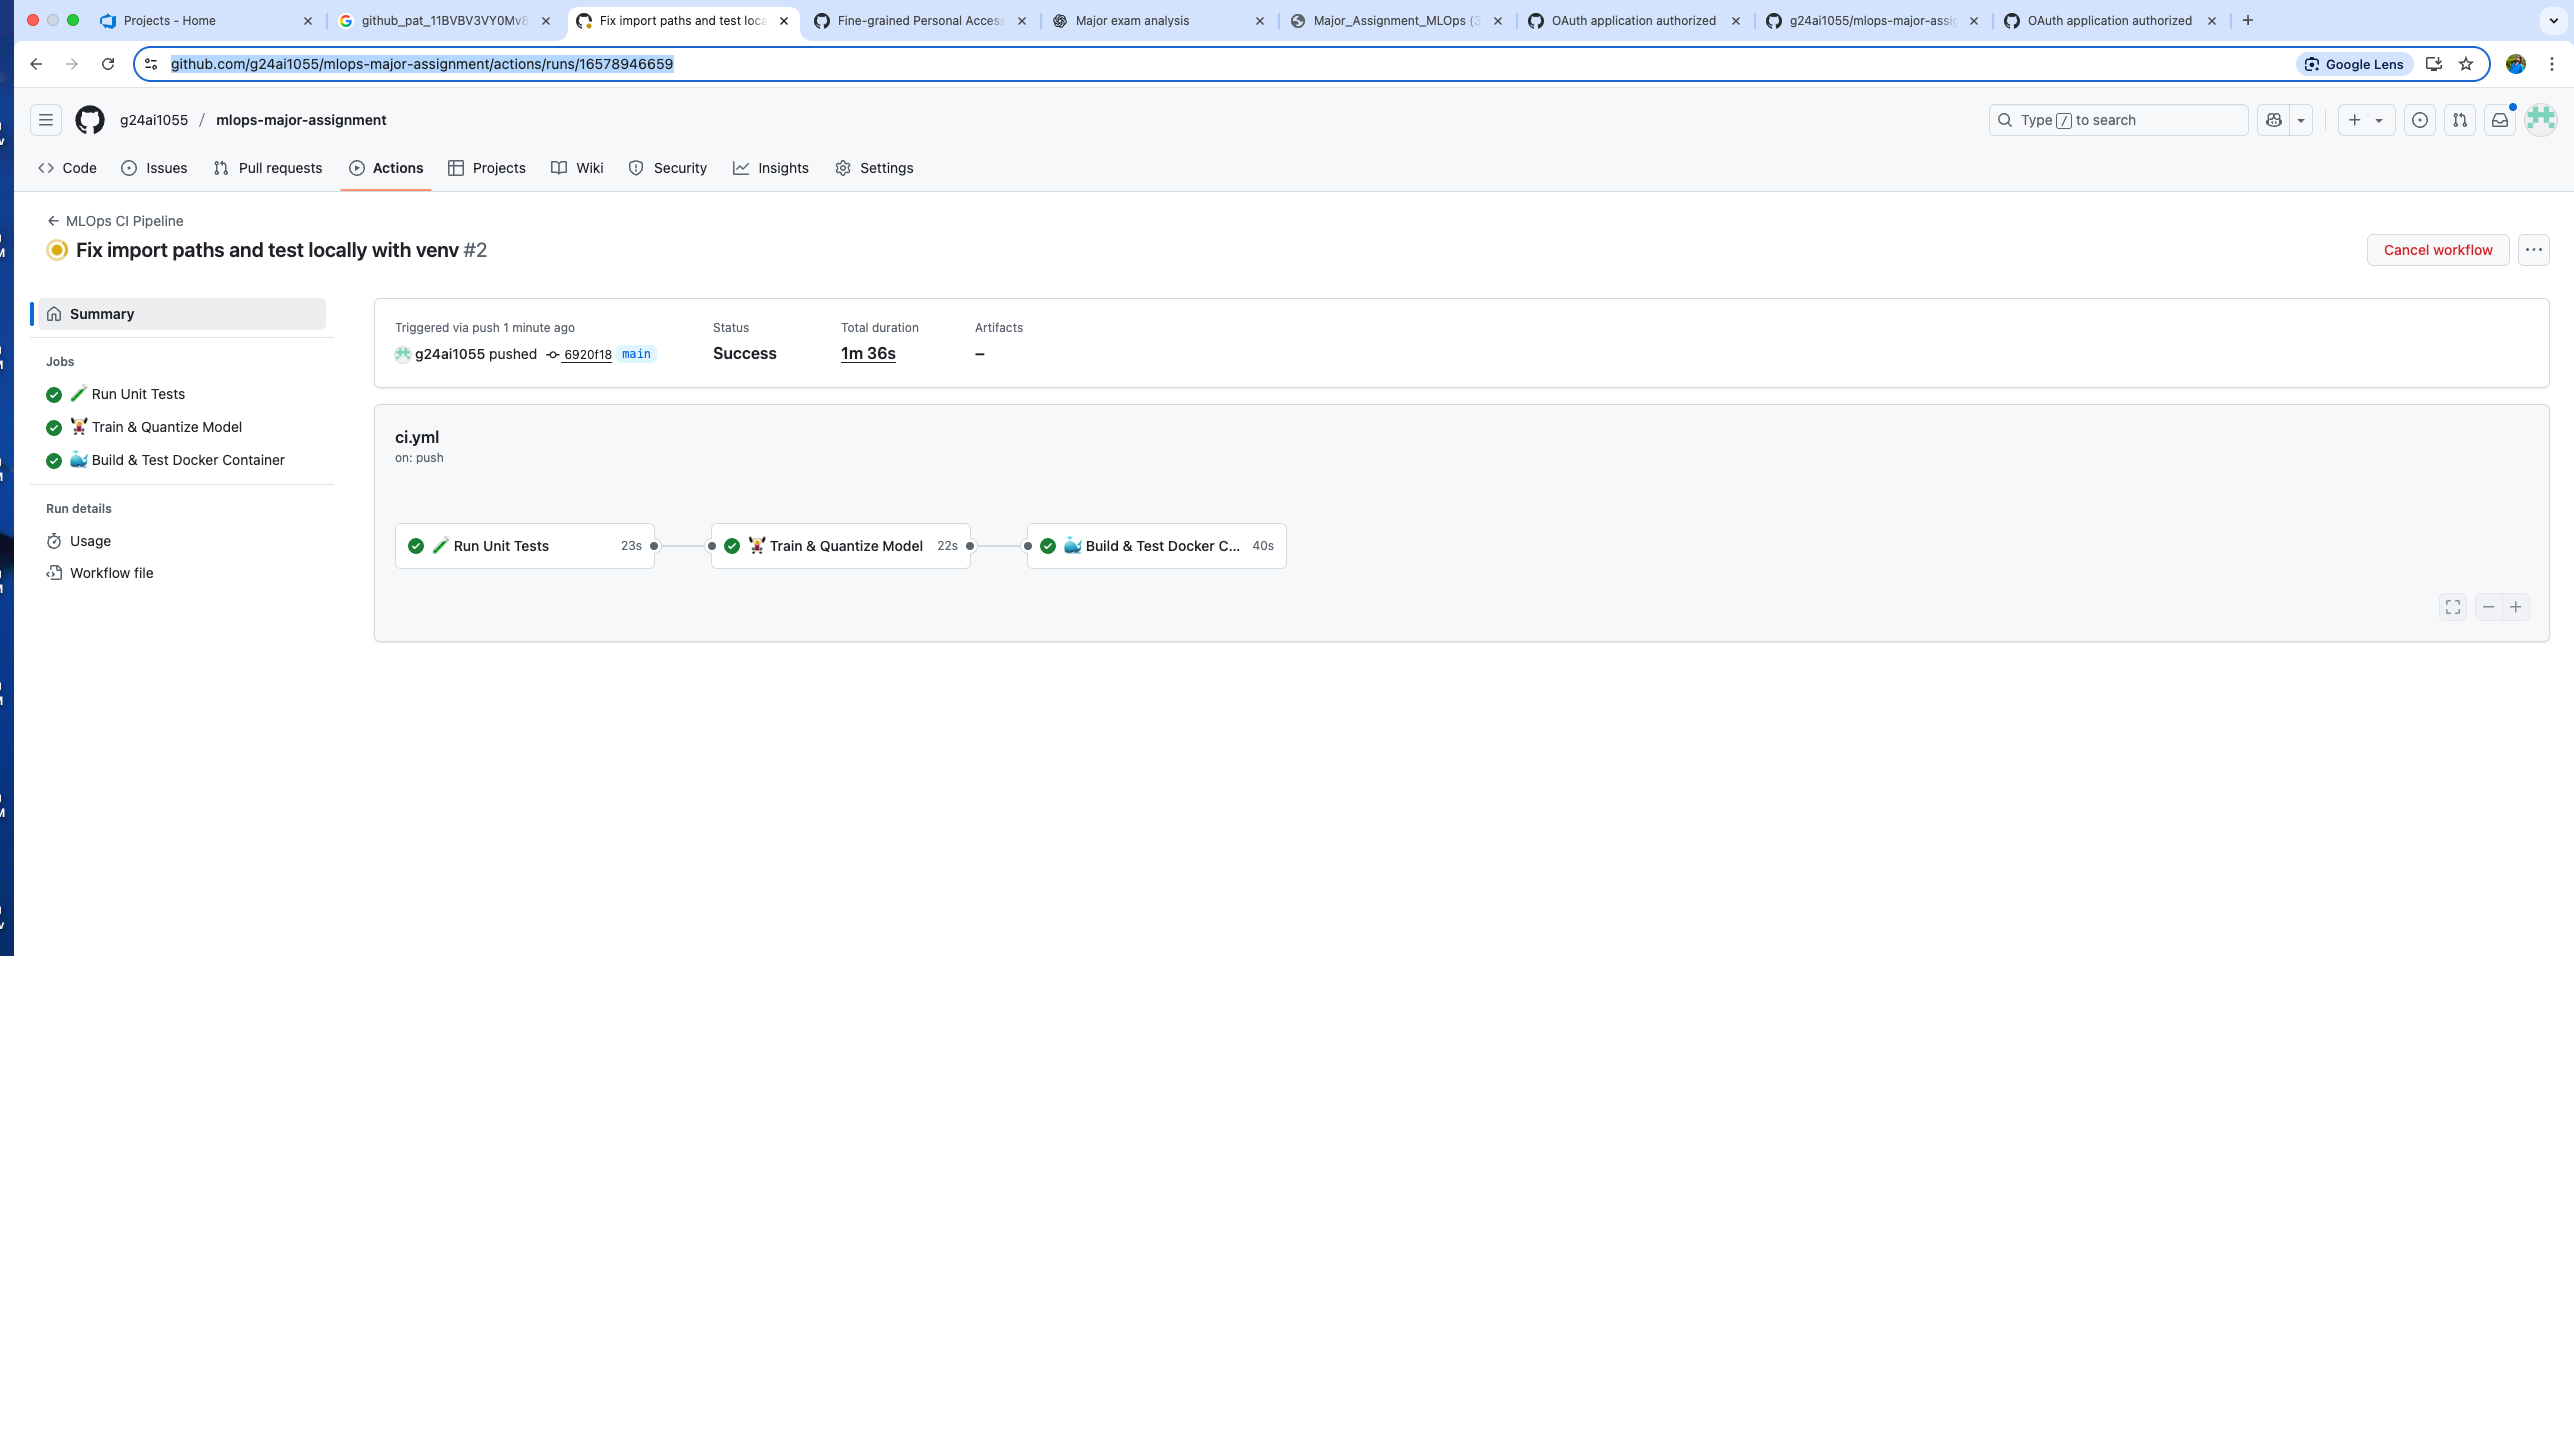 Projects - Home
github_pat_11BVBV3VY0Mv8
Fix import paths and test loca
Fine-grained Personal Access
Major exam analysis
Major_Assignment_MLOps (3
OAuth application authorized
g24ai1055/mlops-major-assig
OAuth application authorized
github.com/g24ai1055/mlops-major-assignment/actions/runs/16578946659
Google Lens
g24ai1055 / mlops-major-assignment
Type / to search
Code
Issues
Pull requests
Actions
Projects
Wiki
Security
Insights
Settings
MLOps CI Pipeline
Fix import paths and test locally with venv #2
Cancel workflow
Summary
Jobs
Run Unit Tests
Train & Quantize Model
Build & Test Docker Container
Run details
Usage
Workflow file
Triggered via push 1 minute ago
g24ai1055 pushed 6920f18 main
Status
Success
Total duration
1m 36s
Artifacts
–
ci.yml
on: push
Run Unit Tests 23s
Train & Quantize Model 22s
Build & Test Docker C... 40s